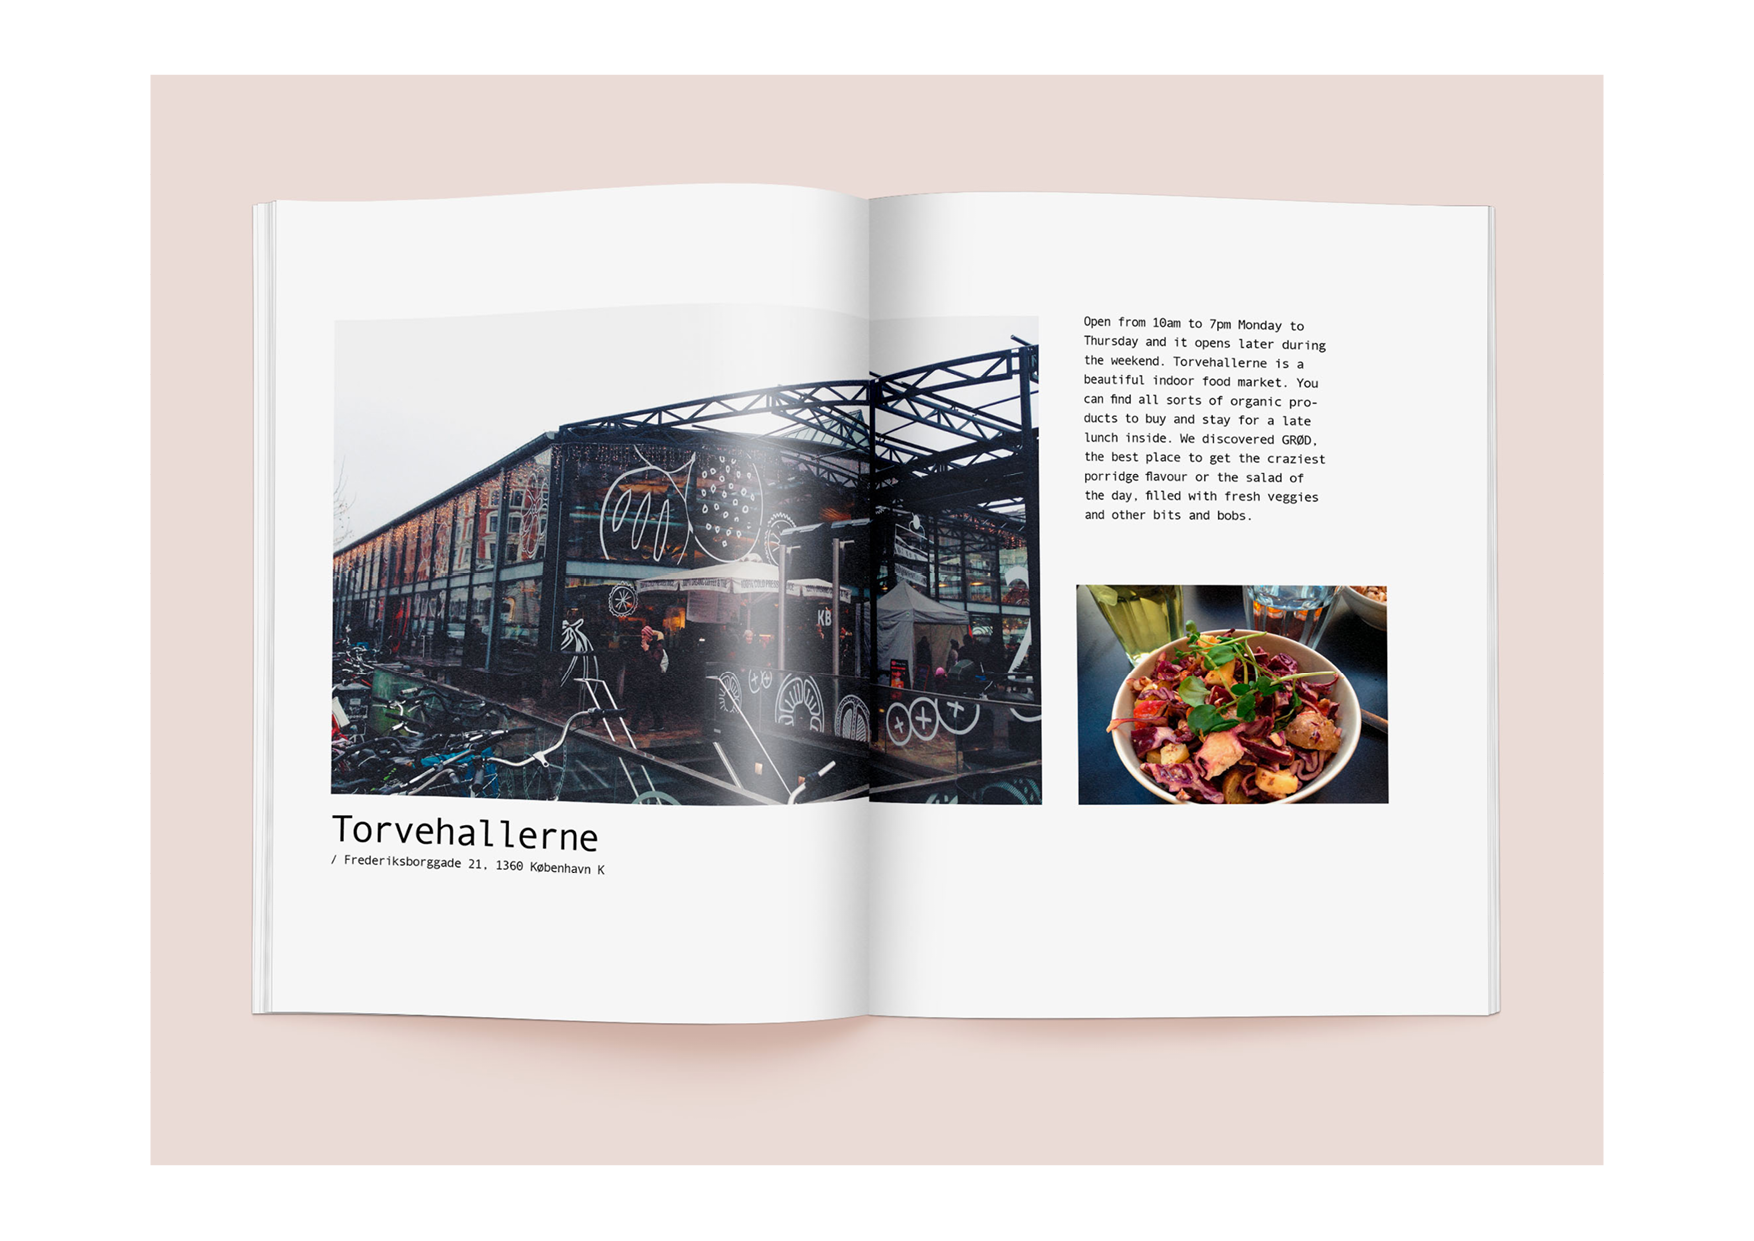 Open from 10am to 7pm Monday to
Thursday and it opens later during
the weekend. Torvehallerne is a
beautiful indoor food market. You
can find all sorts of organic pro-
ducts to buy and stay for a late
lunch inside. We discovered GRØD,
the best place to get the craziest
porridge flavour or the salad of
the day, filled with fresh veggies
and other bits and bobs.
KB
Torvehallerne
/ Frederiksborggade 21, 1360 København K